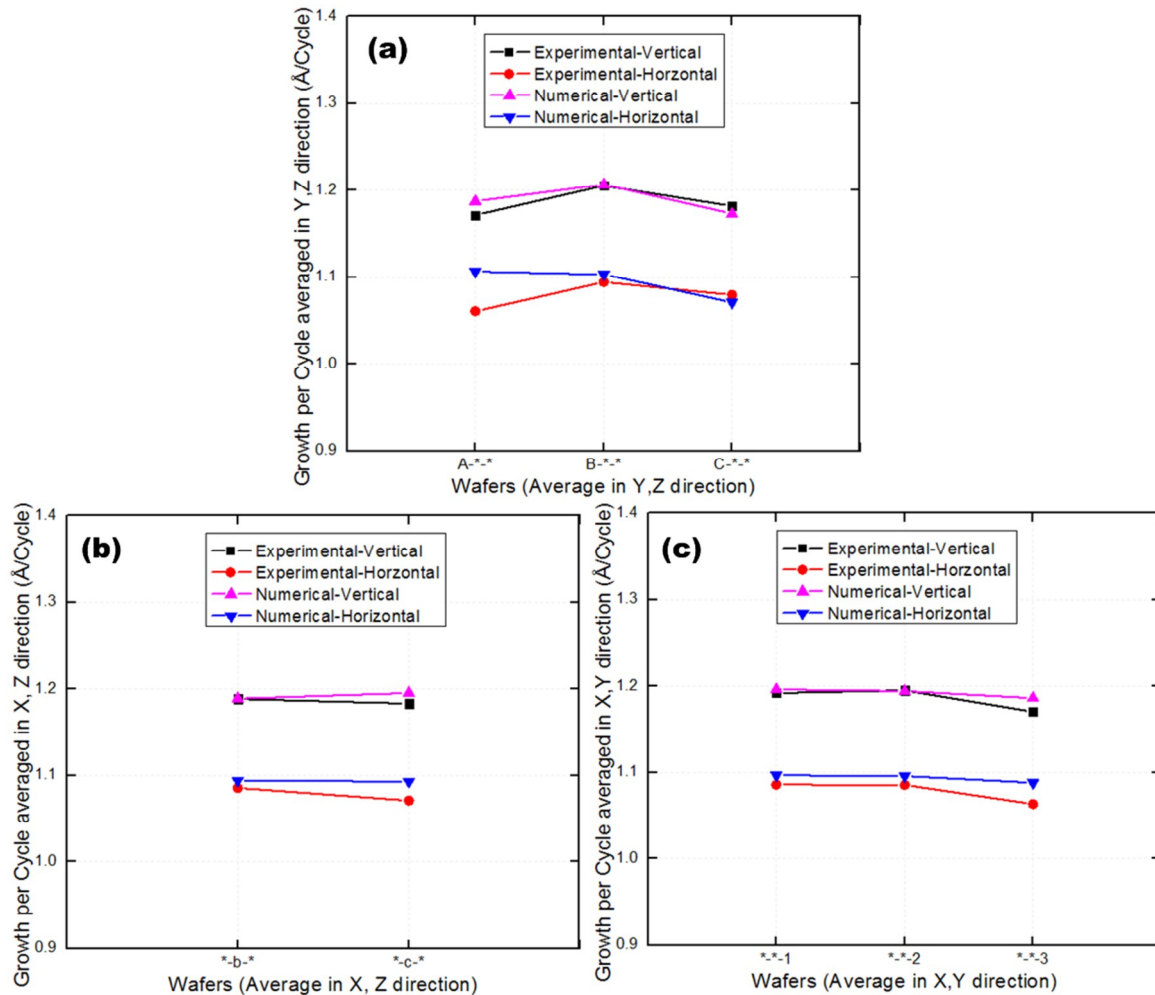 (a)
Experimental-Vertical
Experimental-Horzontal
Numerical-Vertical
Numerical-Horizontal
Growth per Cycle averaged in Y,Z direction (Å/Cycle)
1.4
1.3
1.2
1.1
1.0
0.9
A-*-*
B-*-*
C-*-*
Wafers (Average in Y,Z direction)
(b)
Experimental-Vertical
Experimental-Horzontal
Numerical-Vertical
Numerical-Horizontal
Growth per Cycle averaged in X, Z direction (Å/Cycle)
1.4
1.3
1.2
1.1
1.0
0.9
*-b-*
*-c-*
Wafers (Average in X, Z direction)
(c)
Experimental-Vertical
Experimental-Horzontal
Numerical-Vertical
Numerical-Horizontal
Growth per Cycle averaged in X,Y direction (Å/Cycle)
1.4
1.3
1.2
1.1
1.0
0.9
*-*-1
*-*-2
*-*-3
Wafers (Average in X,Y direction)